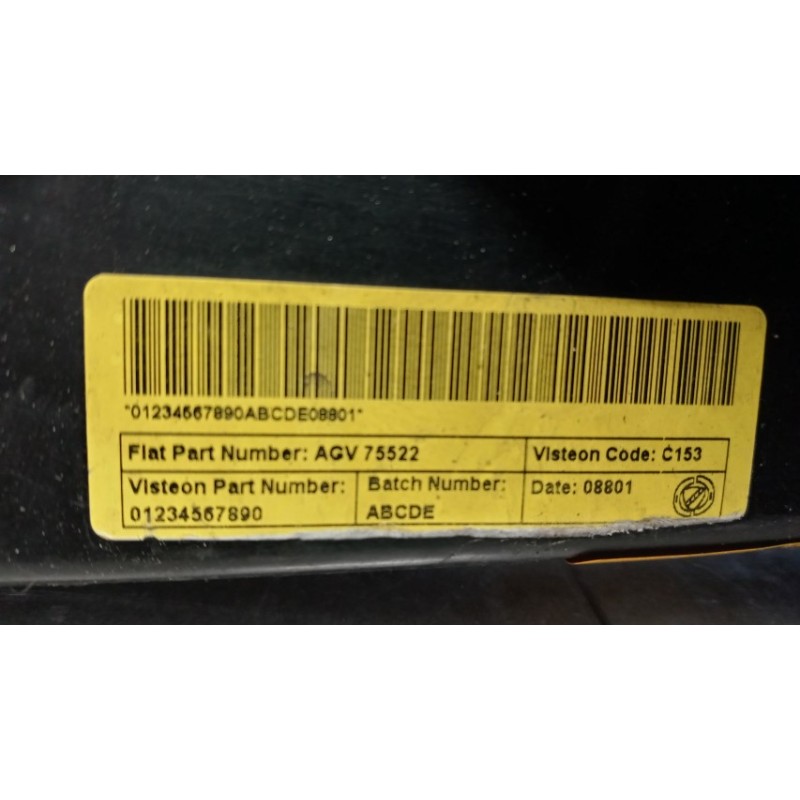 *01234567890ABCDE08801*
Fiat Part Number: AGV 75522 Visteon Code: C153
Visteon Part Number: Batch Number: Date: 08801
01234567890 ABCDE